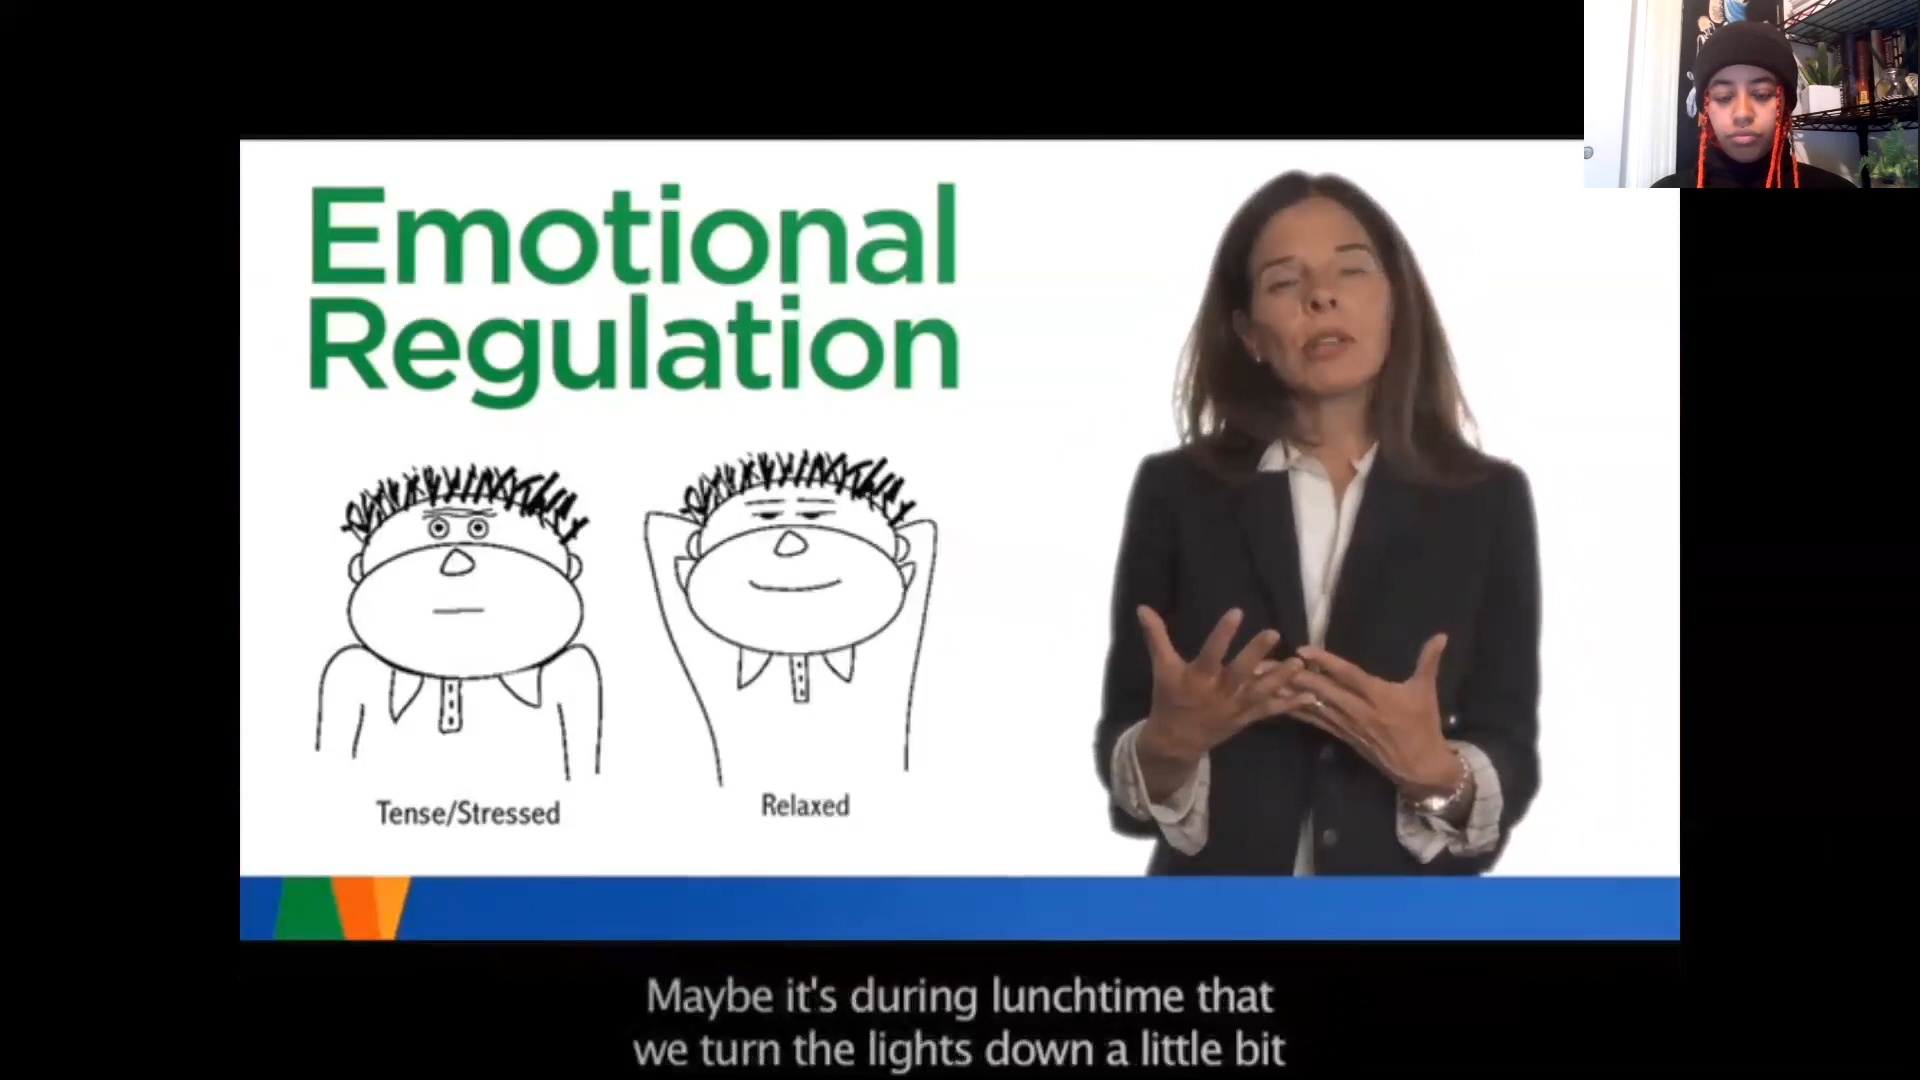 Emotional
Regulation
Tense/Stressed
Relaxed
Maybe it's during lunchtime that
we turn the lights down a little bit